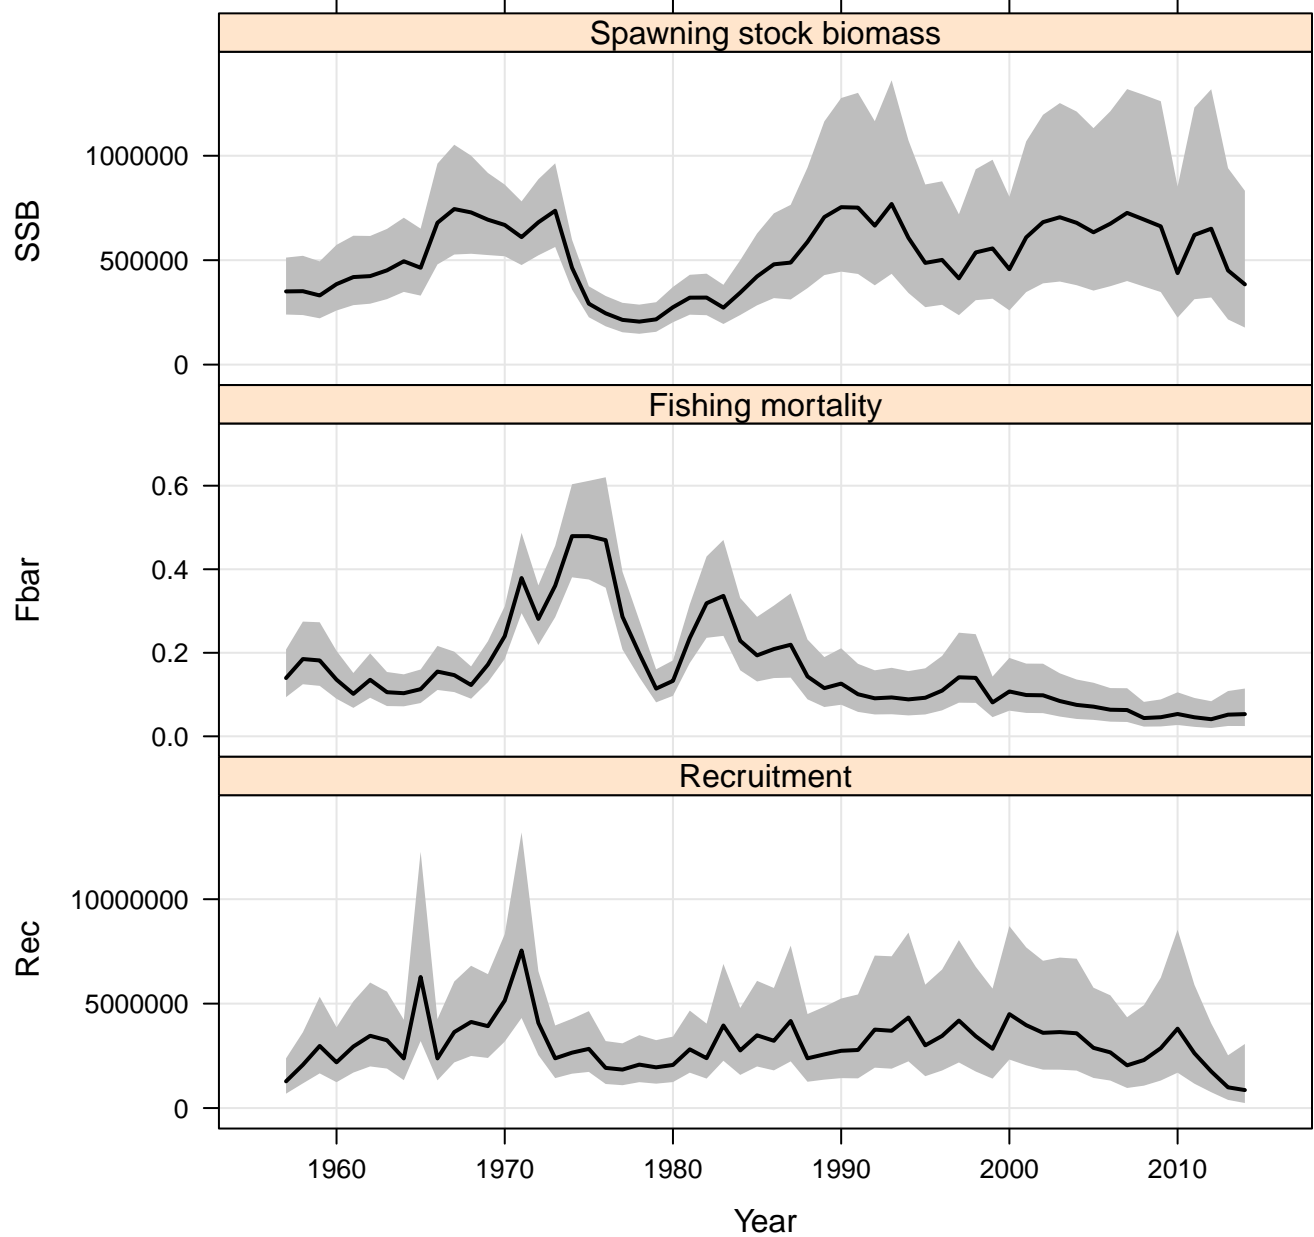 Spawning stock biomass
SSB
1000000
500000
0
Fishing mortality
Fbar
0.6
0.4
0.2
0.0
Recruitment
Rec
10000000
5000000
0
1960 1970 1980 1990 2000 2010
Year